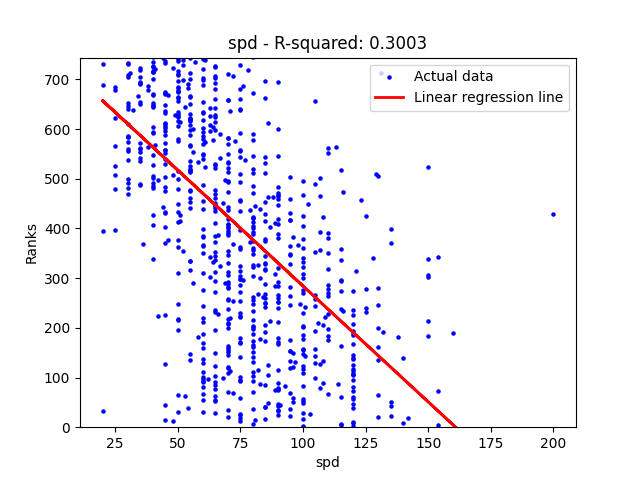 spd - R-squared: 0.3003
Actual data
Linear regression line
Ranks
700
600
500
400
300
200
100
0
25 50 75 100 125 150 175 200
spd